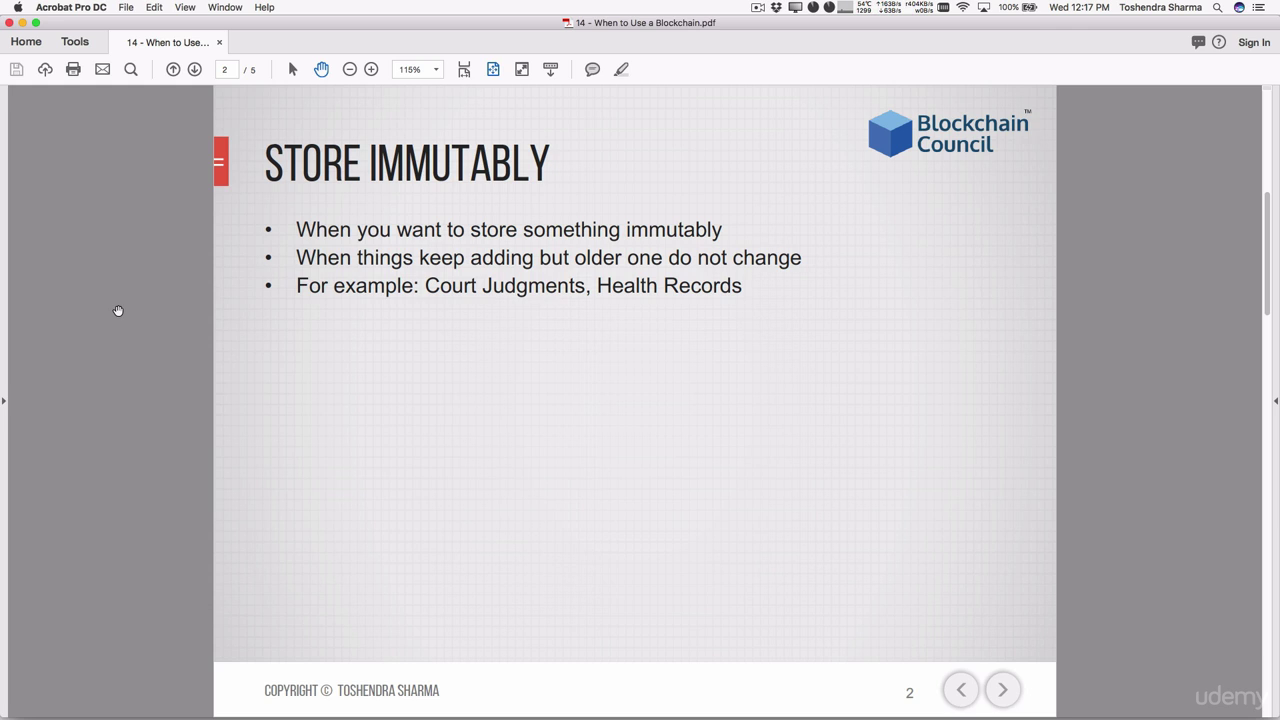 Acrobat Pro DC File Edit View Window Help 54°C 1299 ↑163B/s ↓63B/s r404KB/s w0B/s 100% Wed 12:17 PM Toshendra Sharma
14 - When to Use a Blockchain.pdf
Home Tools 14 - When to Use... × Sign In
2 / 5 115%
Blockchain
Council™
STORE IMMUTABLY
• When you want to store something immutably
• When things keep adding but older one do not change
• For example: Court Judgments, Health Records
COPYRIGHT © TOSHENDRA SHARMA 2
udemy